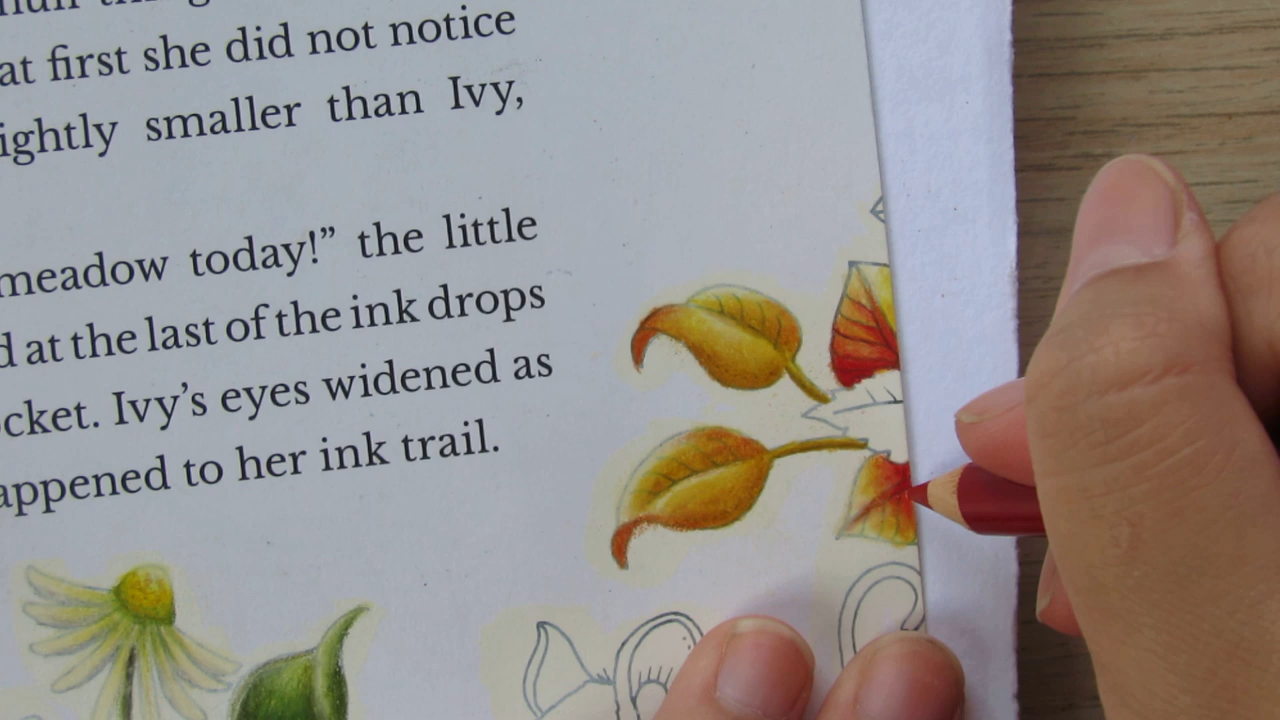 at first she did not notice
ightly smaller than Ivy,
meadow today!” the little
d at the last of the ink drops
cket. Ivy’s eyes widened as
appened to her ink trail.